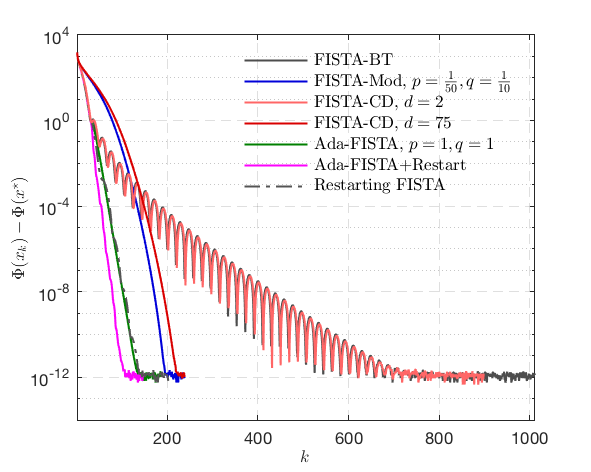 10^4
10^0
10^-4
10^-8
10^-12
Φ(x_k) − Φ(x*)
FISTA-BT
FISTA-Mod, p = 1/50, q = 1/10
FISTA-CD, d = 2
FISTA-CD, d = 75
Ada-FISTA, p = 1, q = 1
Ada-FISTA+Restart
Restarting FISTA
200
400
600
800
1000
k